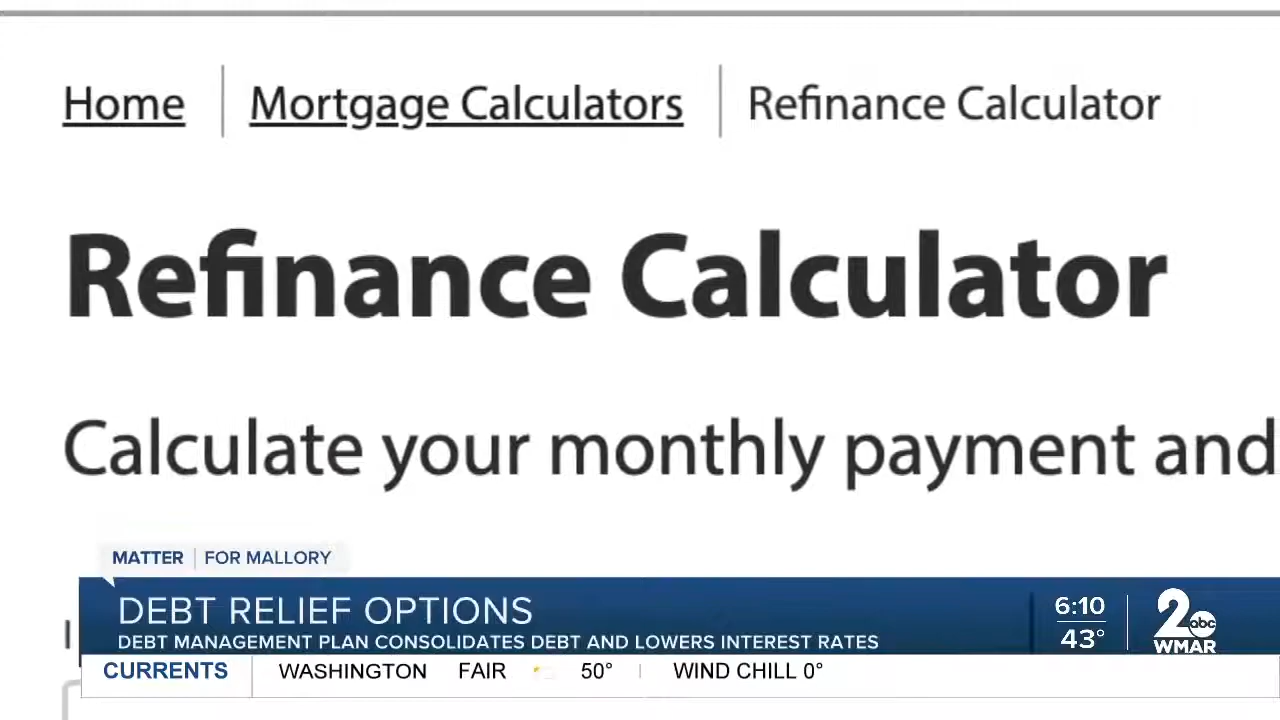 Home | Mortgage Calculators | Refinance Calculator
Refinance Calculator
Calculate your monthly payment and
MATTER | FOR MALLORY
DEBT RELIEF OPTIONS
DEBT MANAGEMENT PLAN CONSOLIDATES DEBT AND LOWERS INTEREST RATES
6:10
43°
2 abc
WMAR
CURRENTS WASHINGTON FAIR 50° WIND CHILL 0°